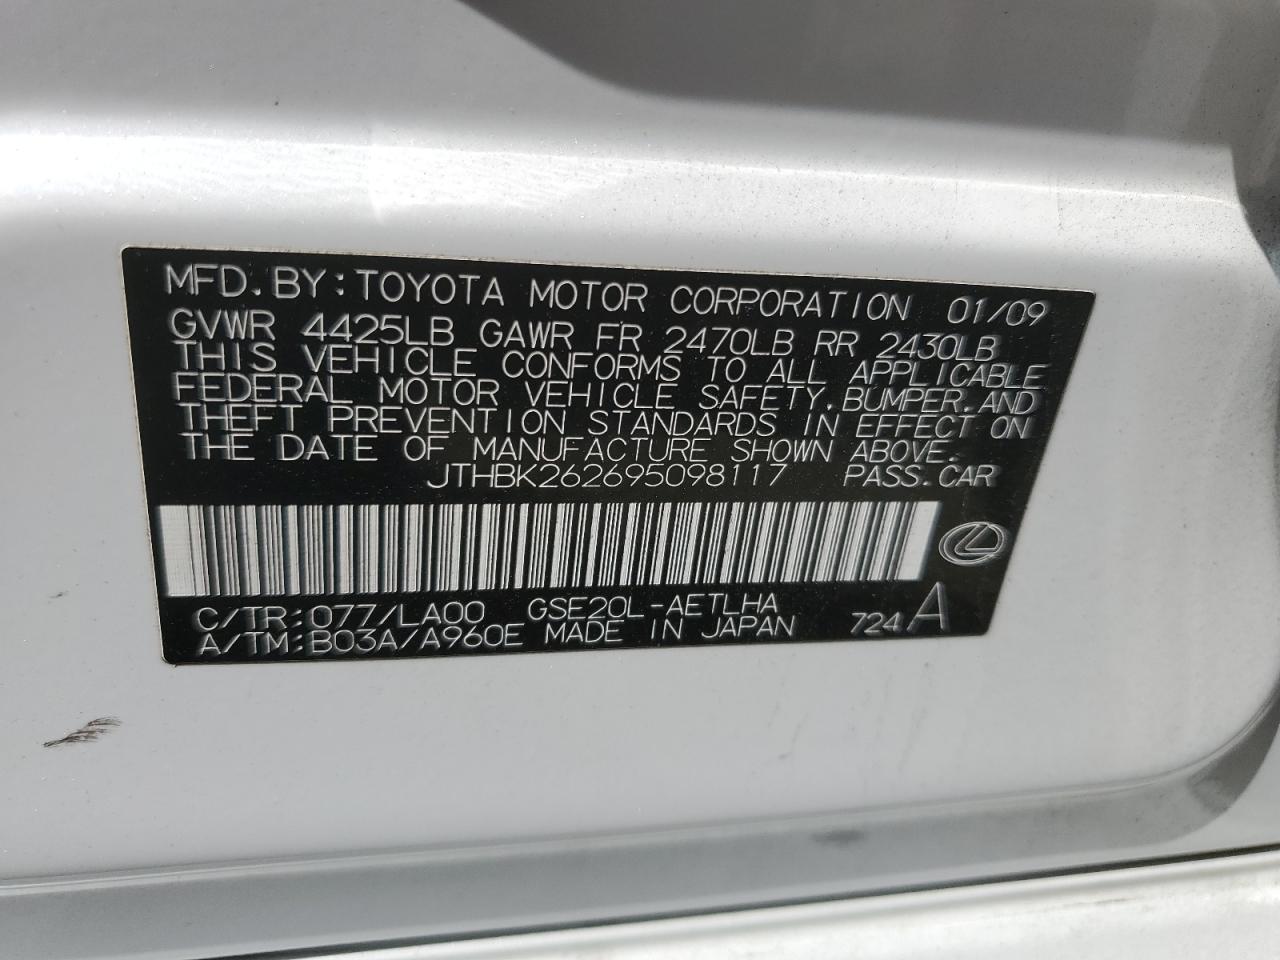 MFD. BY: TOYOTA MOTOR CORPORATION 01/09
GVWR 4425LB GAWR FR 2470LB RR 2430LB
THIS VEHICLE CONFORMS TO ALL APPLICABLE
FEDERAL MOTOR VEHICLE SAFETY, BUMPER, AND
THEFT PREVENTION STANDARDS IN EFFECT ON
THE DATE OF MANUFACTURE SHOWN ABOVE.
JTHBK262695098117 PASS. CAR
C/TR: 077/LA00 GSE20L-AETLHA
A/TM: B03A/A960E MADE IN JAPAN 724 A